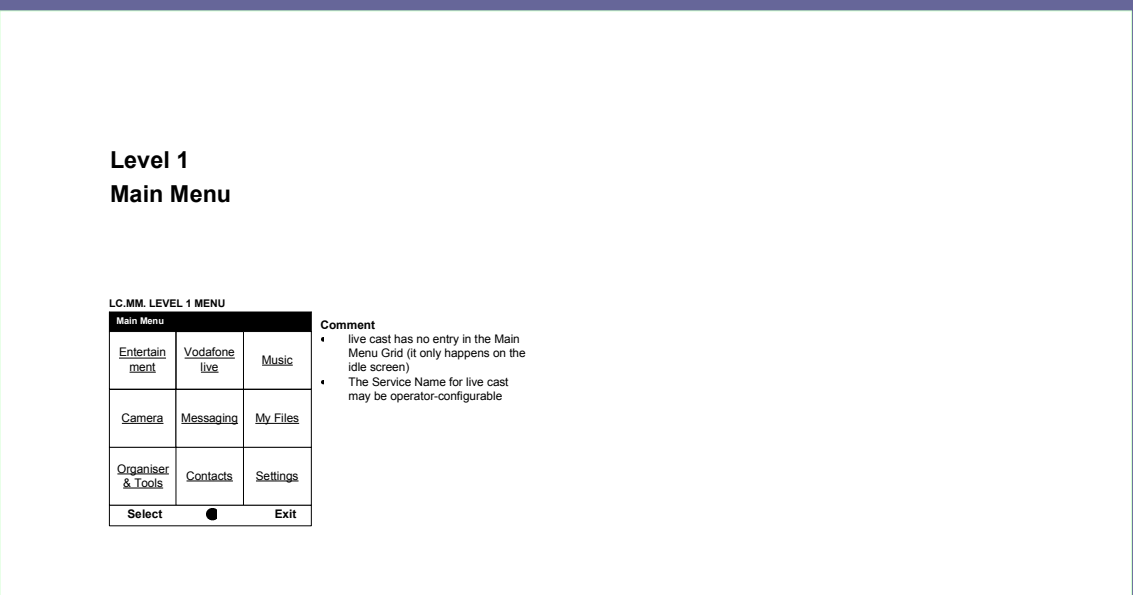 Level 1
Main Menu
LC.MM. LEVEL 1 MENU
Main Menu
Entertain
ment
Vodafone
live
Music
Camera
Messaging
My Files
Organiser
& Tools
Contacts
Settings
Select
Exit
Comment
live cast has no entry in the Main
Menu Grid (it only happens on the
idle screen)
The Service Name for live cast
may be operator-configurable